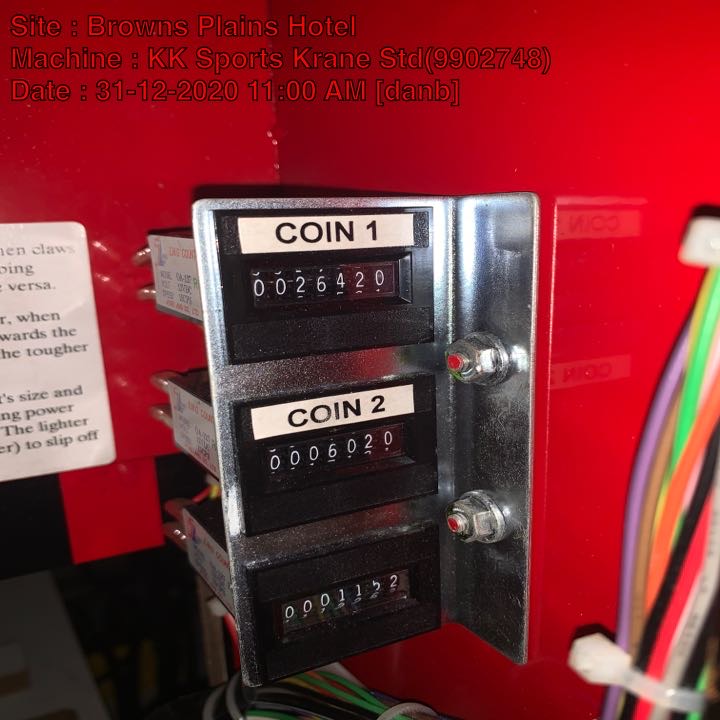 Site : Browns Plains Hotel
Machine : KK Sports Krane Std(9902748)
Date : 31-12-2020 11:00 AM [danb]
COIN 1
0026420
COIN 2
0006020
0001152
claws
versa.
r, when
wards the
he tougher
's size and
ng power
The lighter
er) to slip off